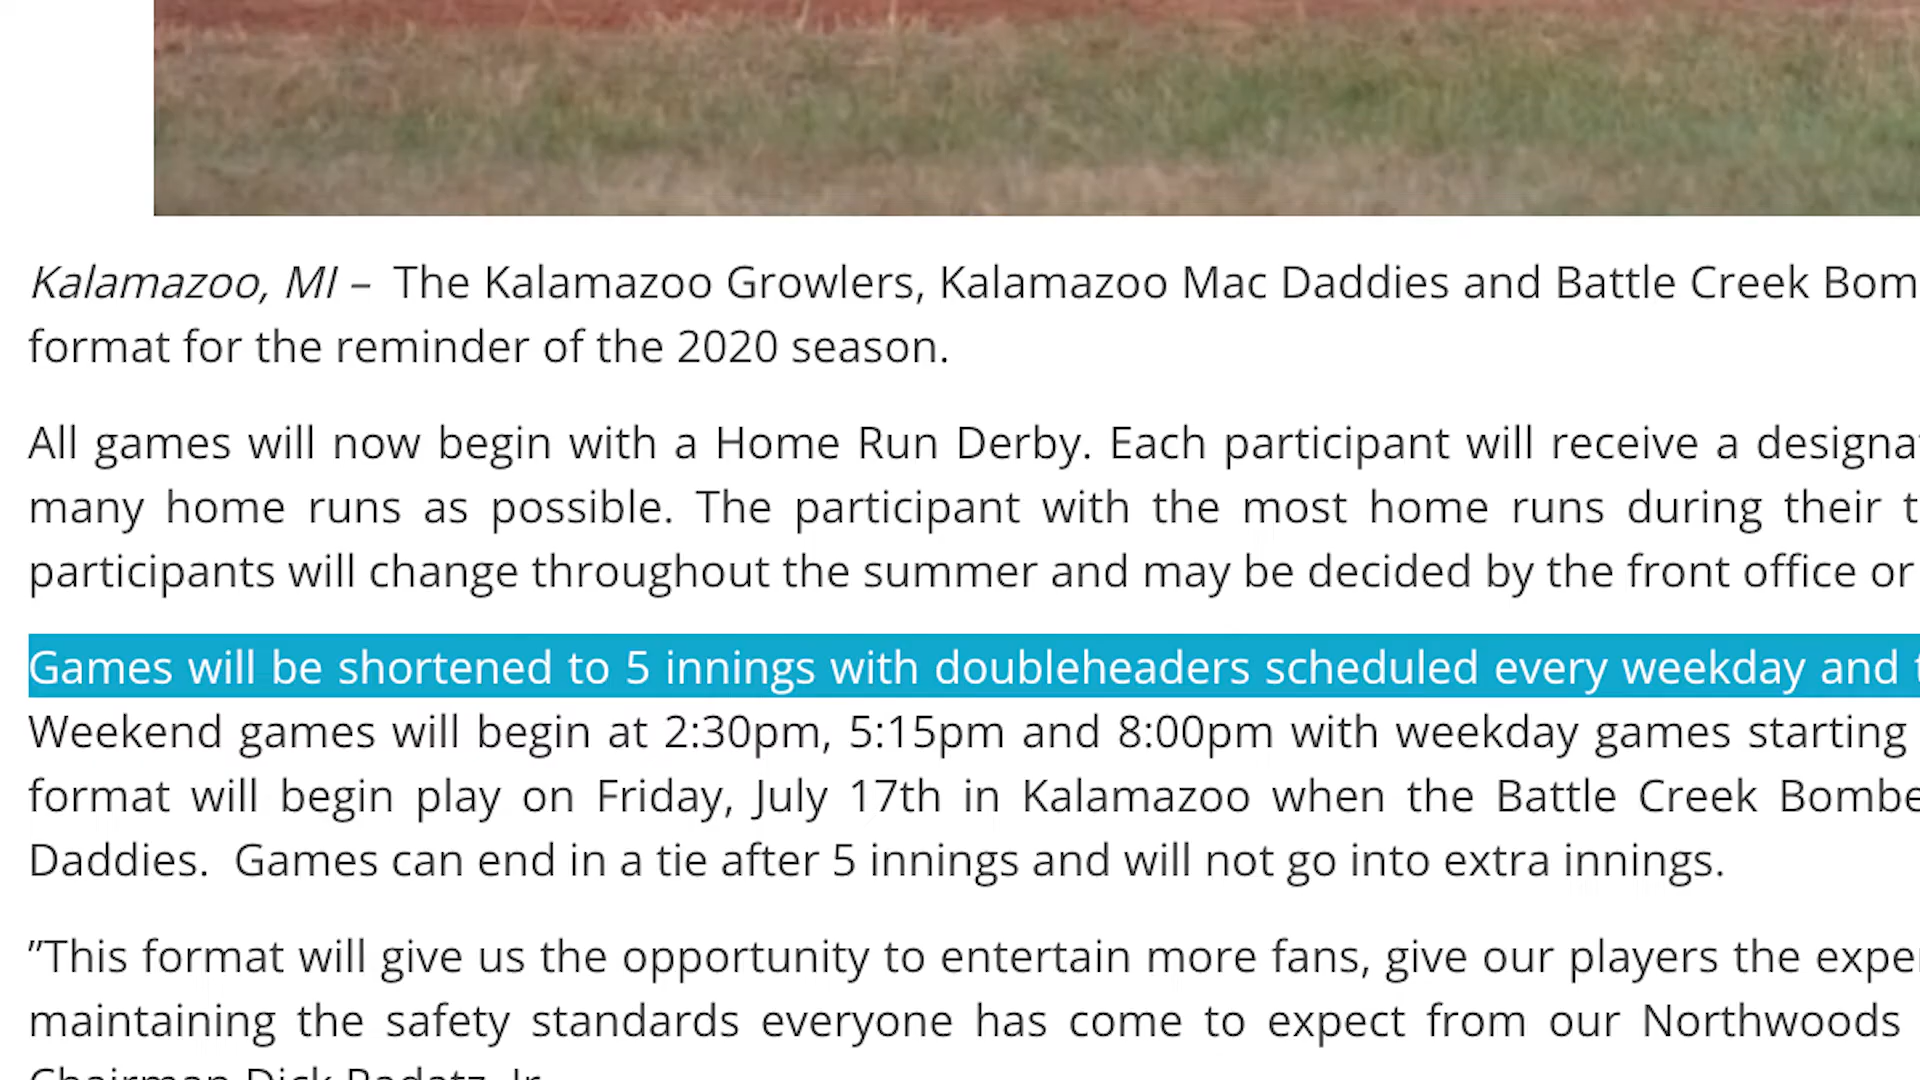 Kalamazoo, MI – The Kalamazoo Growlers, Kalamazoo Mac Daddies and Battle Creek Bom
format for the reminder of the 2020 season.
All games will now begin with a Home Run Derby. Each participant will receive a designa
many home runs as possible. The participant with the most home runs during their t
participants will change throughout the summer and may be decided by the front office or
Games will be shortened to 5 innings with doubleheaders scheduled every weekday and t
Weekend games will begin at 2:30pm, 5:15pm and 8:00pm with weekday games starting
format will begin play on Friday, July 17th in Kalamazoo when the Battle Creek Bombe
Daddies. Games can end in a tie after 5 innings and will not go into extra innings.
”This format will give us the opportunity to entertain more fans, give our players the expe
maintaining the safety standards everyone has come to expect from our Northwoods
Chairman Dick Radatz, Jr.